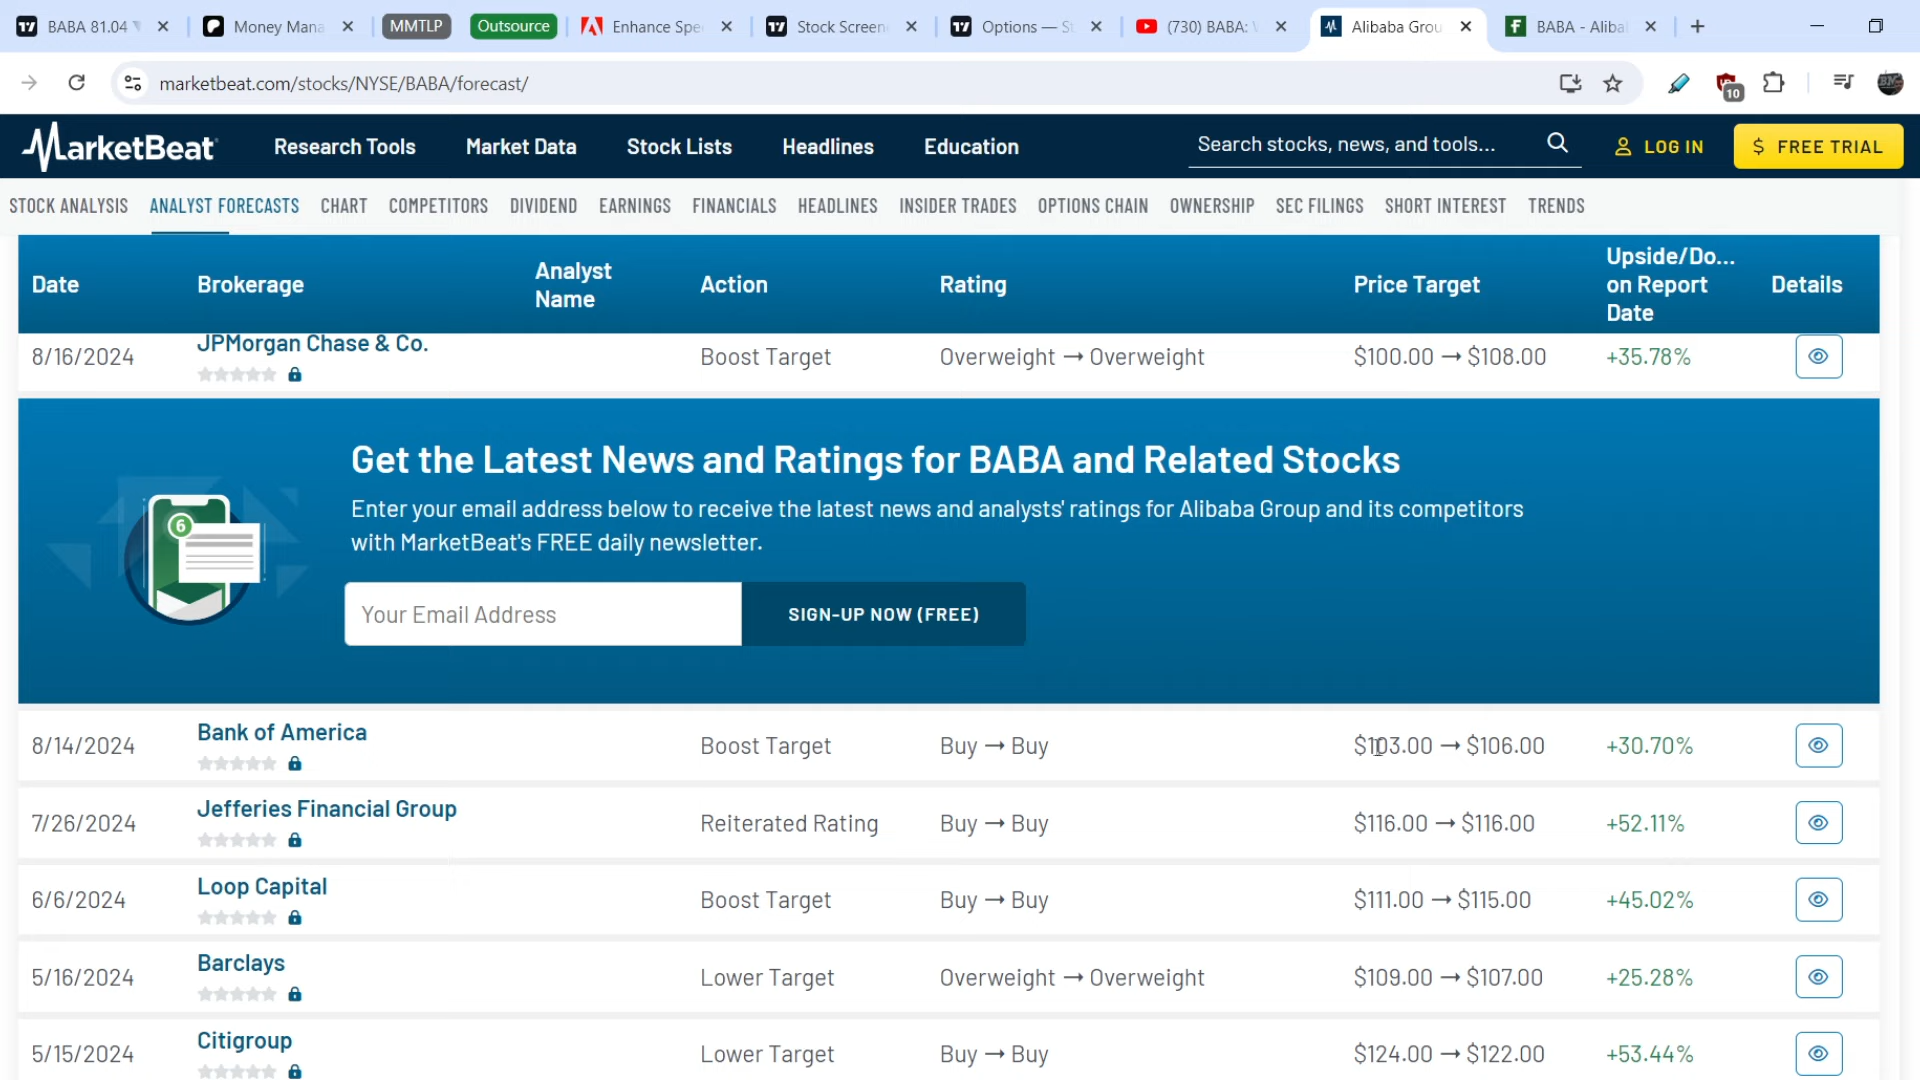 BABA 81.04
Money Mana
MMTLP
Outsource
Enhance Spe
Stock Screen
Options — St
(730) BABA:
Alibaba Grou
BABA - Alibal
marketbeat.com/stocks/NYSE/BABA/forecast/
10
MarketBeat
Research Tools
Market Data
Stock Lists
Headlines
Education
Search stocks, news, and tools...
LOG IN
$ FREE TRIAL
STOCK ANALYSIS
ANALYST FORECASTS
CHART
COMPETITORS
DIVIDEND
EARNINGS
FINANCIALS
HEADLINES
INSIDER TRADES
OPTIONS CHAIN
OWNERSHIP
SEC FILINGS
SHORT INTEREST
TRENDS
Date Brokerage Analyst Name Action Rating Price Target Upside/Do... on Report Date Details
8/16/2024 JPMorgan Chase & Co. Boost Target Overweight → Overweight $100.00 → $108.00 +35.78%
6
Get the Latest News and Ratings for BABA and Related Stocks
Enter your email address below to receive the latest news and analysts' ratings for Alibaba Group and its competitors
with MarketBeat's FREE daily newsletter.
Your Email Address
SIGN-UP NOW (FREE)
8/14/2024 Bank of America Boost Target Buy → Buy $103.00 → $106.00 +30.70%
7/26/2024 Jefferies Financial Group Reiterated Rating Buy → Buy $116.00 → $116.00 +52.11%
6/6/2024 Loop Capital Boost Target Buy → Buy $111.00 → $115.00 +45.02%
5/16/2024 Barclays Lower Target Overweight → Overweight $109.00 → $107.00 +25.28%
5/15/2024 Citigroup Lower Target Buy → Buy $124.00 → $122.00 +53.44%